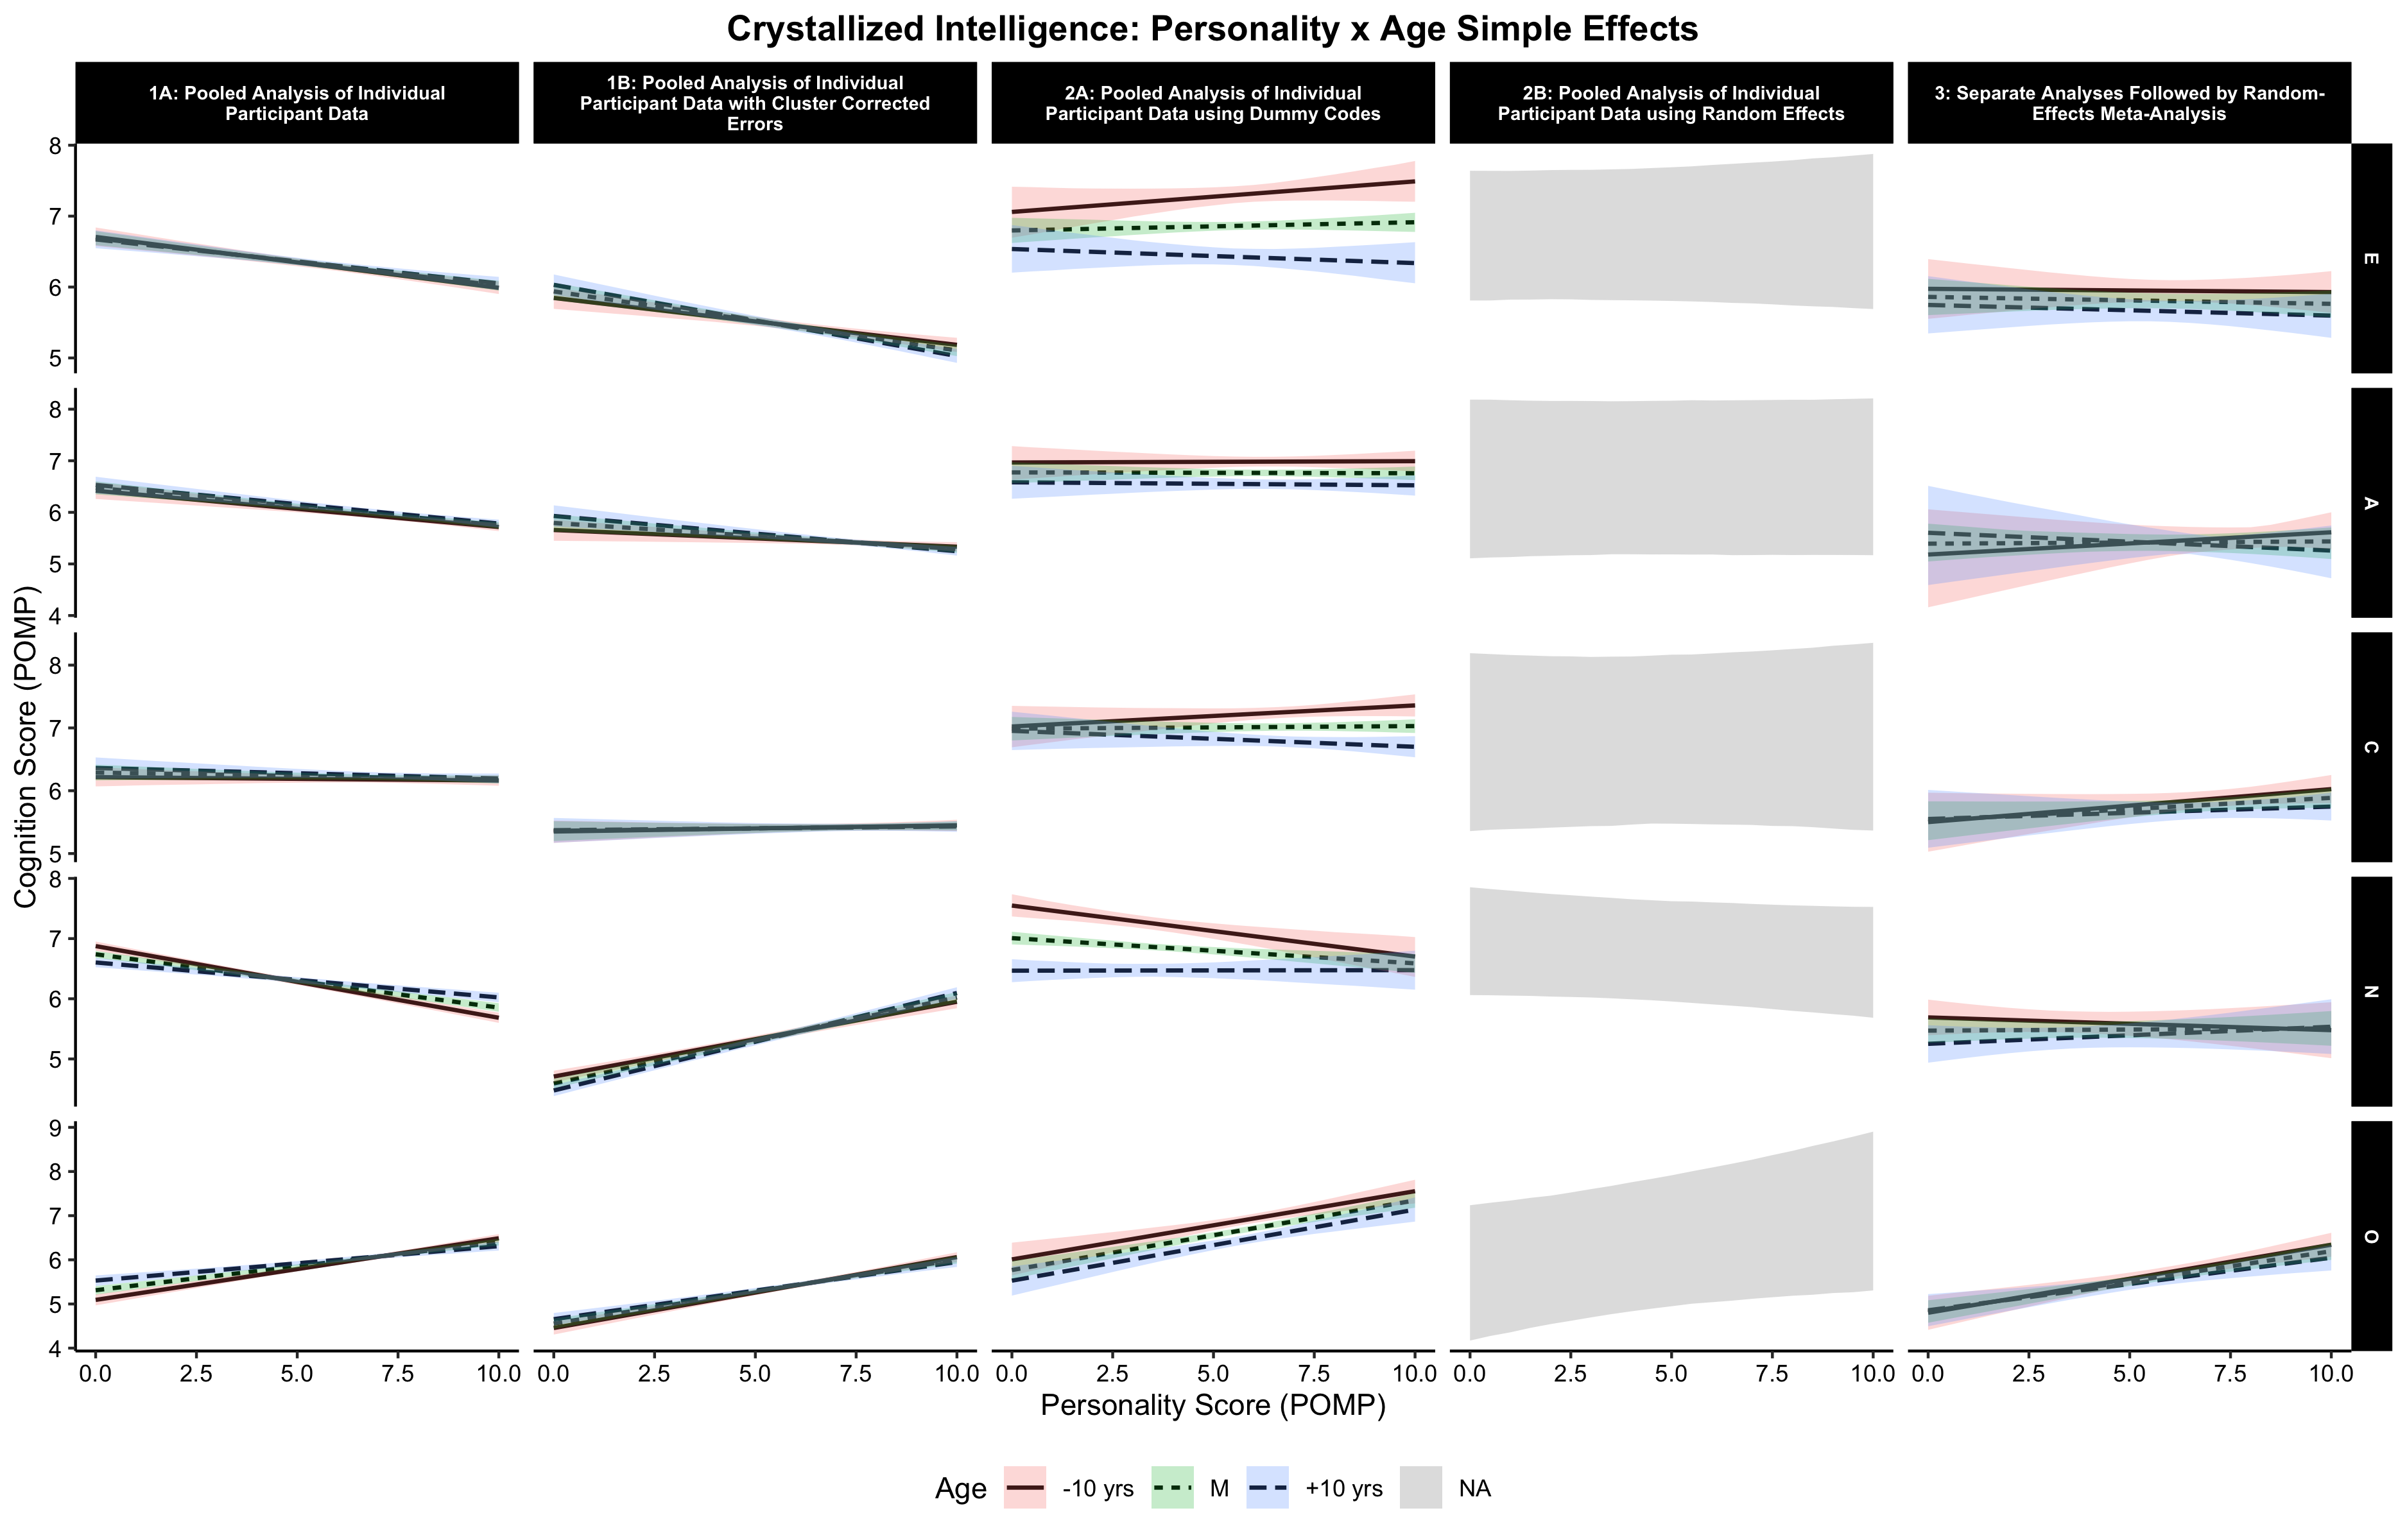 Crystallized Intelligence: Personality x Age Simple Effects
1A: Pooled Analysis of Individual
Participant Data
1B: Pooled Analysis of Individual
Participant Data with Cluster Corrected
Errors
2A: Pooled Analysis of Individual
Participant Data using Dummy Codes
2B: Pooled Analysis of Individual
Participant Data using Random Effects
3: Separate Analyses Followed by Random-
Effects Meta-Analysis
Cognition Score (POMP)
8
7
6
5
E
8
7
6
5
4
A
8
7
6
5
C
8
7
6
5
N
9
8
7
6
5
4
O
0.0 2.5 5.0 7.5 10.0
0.0 2.5 5.0 7.5 10.0
0.0 2.5 5.0 7.5 10.0
0.0 2.5 5.0 7.5 10.0
0.0 2.5 5.0 7.5 10.0
Personality Score (POMP)
Age -10 yrs M +10 yrs NA